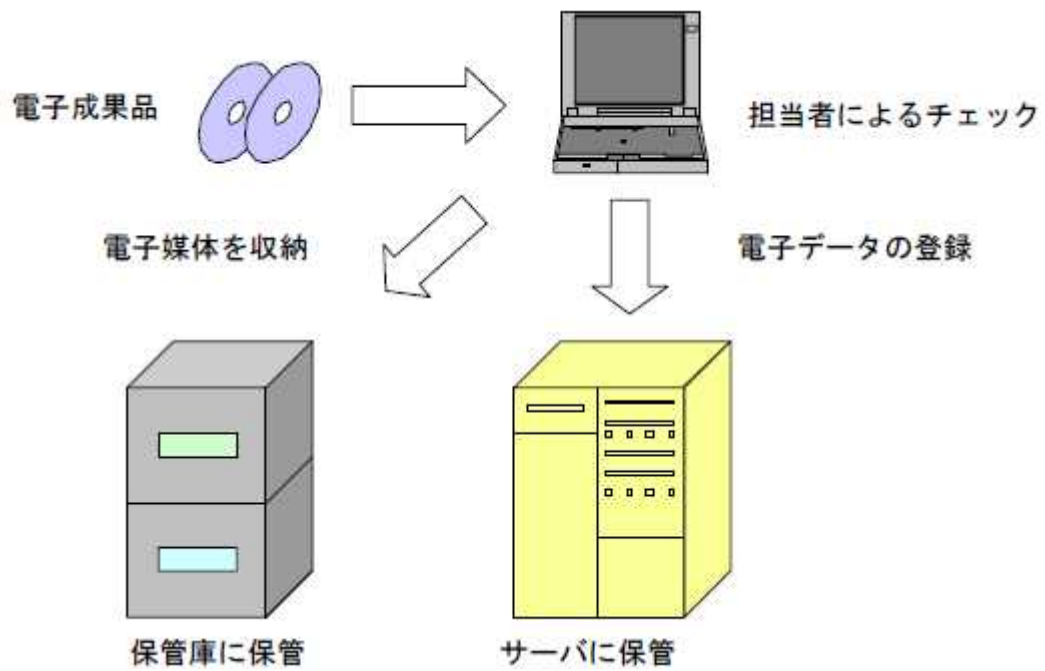 電子成果品
担当者によるチェック
電子媒体を収納
電子データの登録
保管庫に保管
サーバに保管